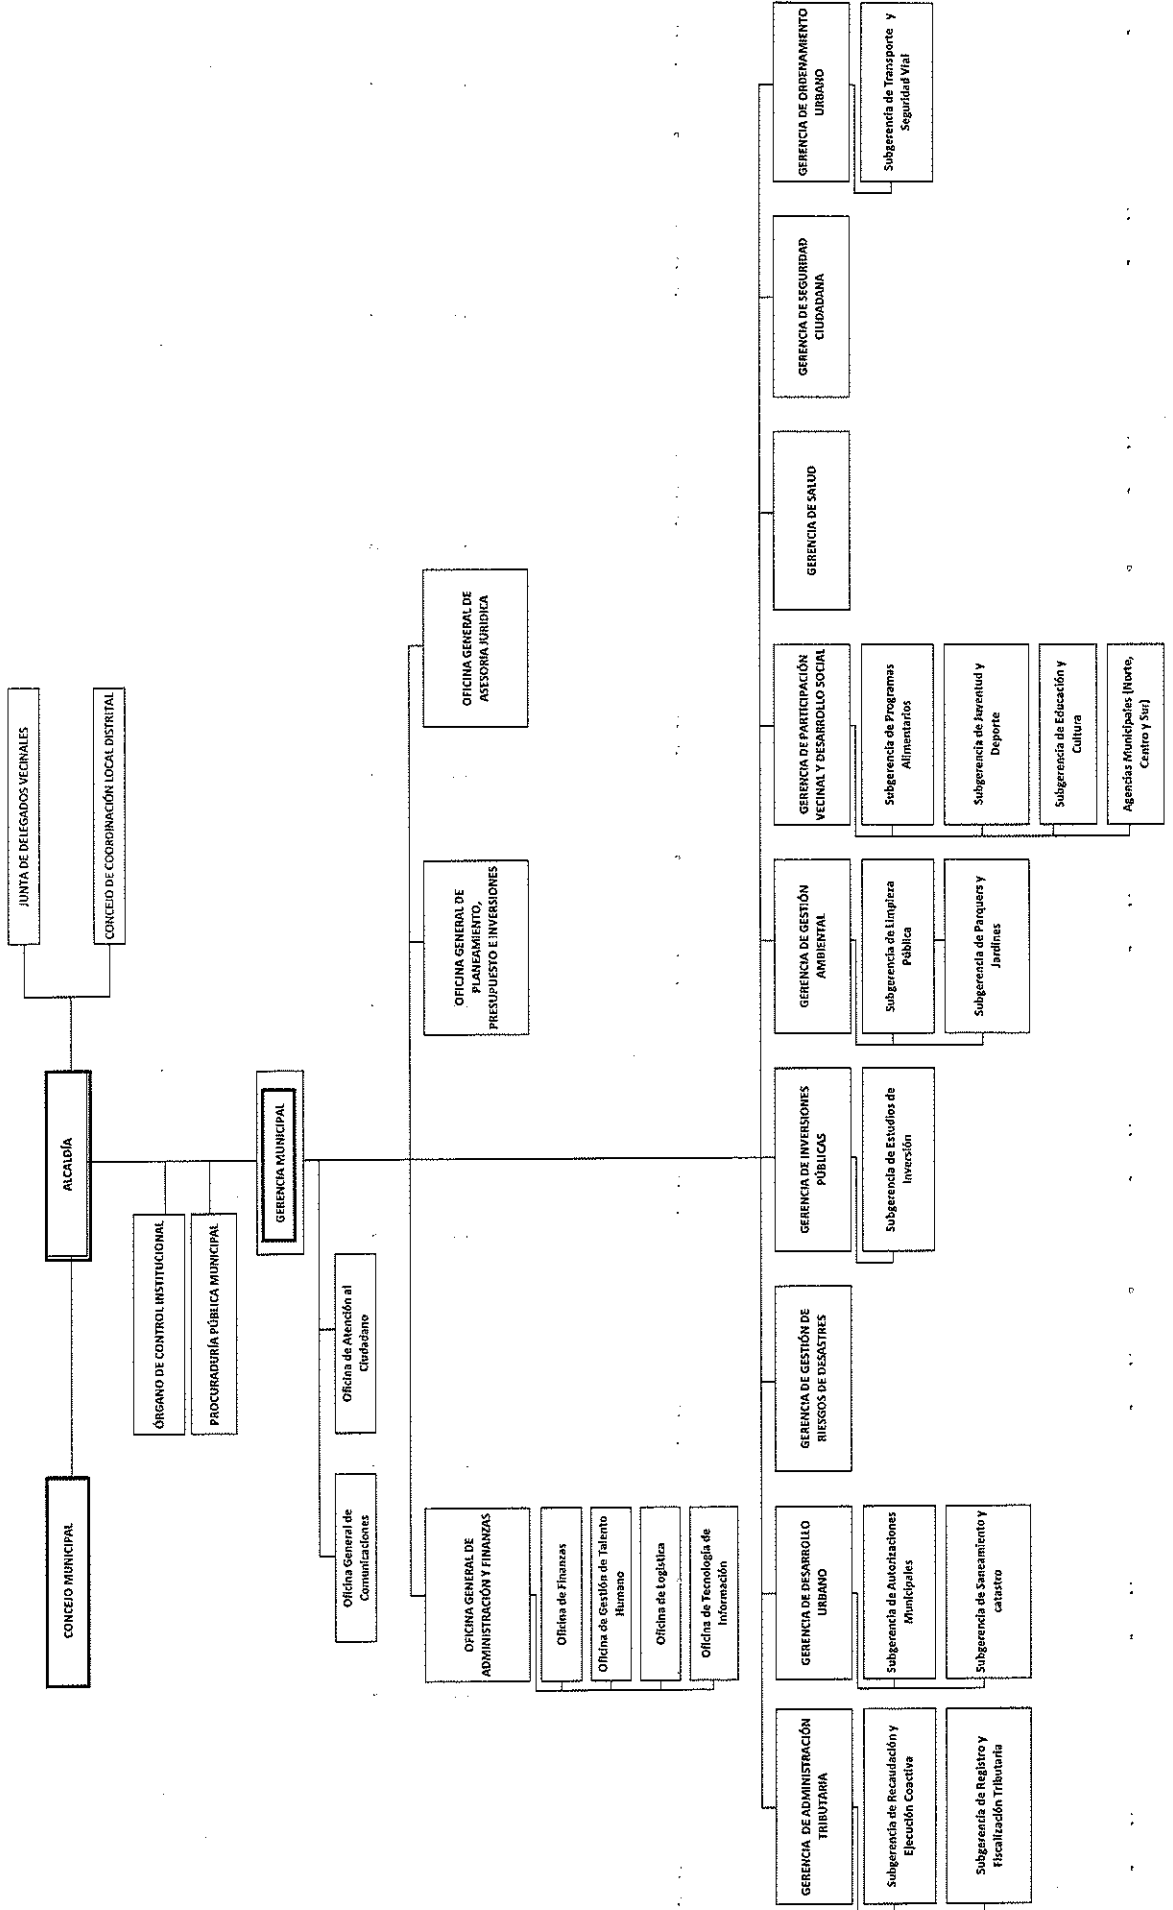 JUNTA DE DELEGADOS VECINALES
CONCEJO MUNICIPAL
ALCALDÍA
CONCEJO DE COORDINACIÓN LOCAL DISTRITAL
ÓRGANO DE CONTROL INSTITUCIONAL
PROCURADURÍA PÚBLICA MUNICIPAL
GERENCIA MUNICIPAL
Oficina General de
Comunicaciones
Oficina de Atención al
Ciudadano
OFICINA GENERAL DE
ADMINISTRACIÓN Y FINANZAS
Oficina de Finanzas
Oficina de Gestión de Talento
Humano
Oficina de Logística
Oficina de Tecnología de
Información
OFICINA GENERAL DE
PLANEAMIENTO,
PRESUPUESTO E INVERSIONES
OFICINA GENERAL DE
ASESORIA JURIDICA
GERENCIA DE ADMINISTRACIÓN
TRIBUTARIA
Subgerencia de Recaudación y
Ejecución Coactiva
Subgerencia de Registro y
Fiscalización Tributaria
GERENCIA DE DESARROLLO
URBANO
Subgerencia de Autorizaciones
Municipales
Subgerencia de Saneamiento y
catastro
GERENCIA DE GESTIÓN DE
RIESGOS DE DESASTRES
GERENCIA DE INVERSIONES
PÚBLICAS
Subgerencia de Estudios de
Inversión
GERENCIA DE GESTIÓN
AMBIENTAL
Subgerencia de Limpieza
Pública
Subgerencia de Parquers y
Jardines
GERENCIA DE PARTICIPACIÓN
VECINAL Y DESARROLLO SOCIAL
Subgerencia de Programas
Alimentarios
Subgerencia de Juventud y
Deporte
Subgerencia de Educación y
Cultura
Agencias Municipales (Norte,
Centro y Sur)
GERENCIA DE SALUD
GERENCIA DE SEGURIDAD
CIUDADANA
GERENCIA DE ORDENAMIENTO
URBANO
Subgerencia de Transporte y
Seguridad Vial